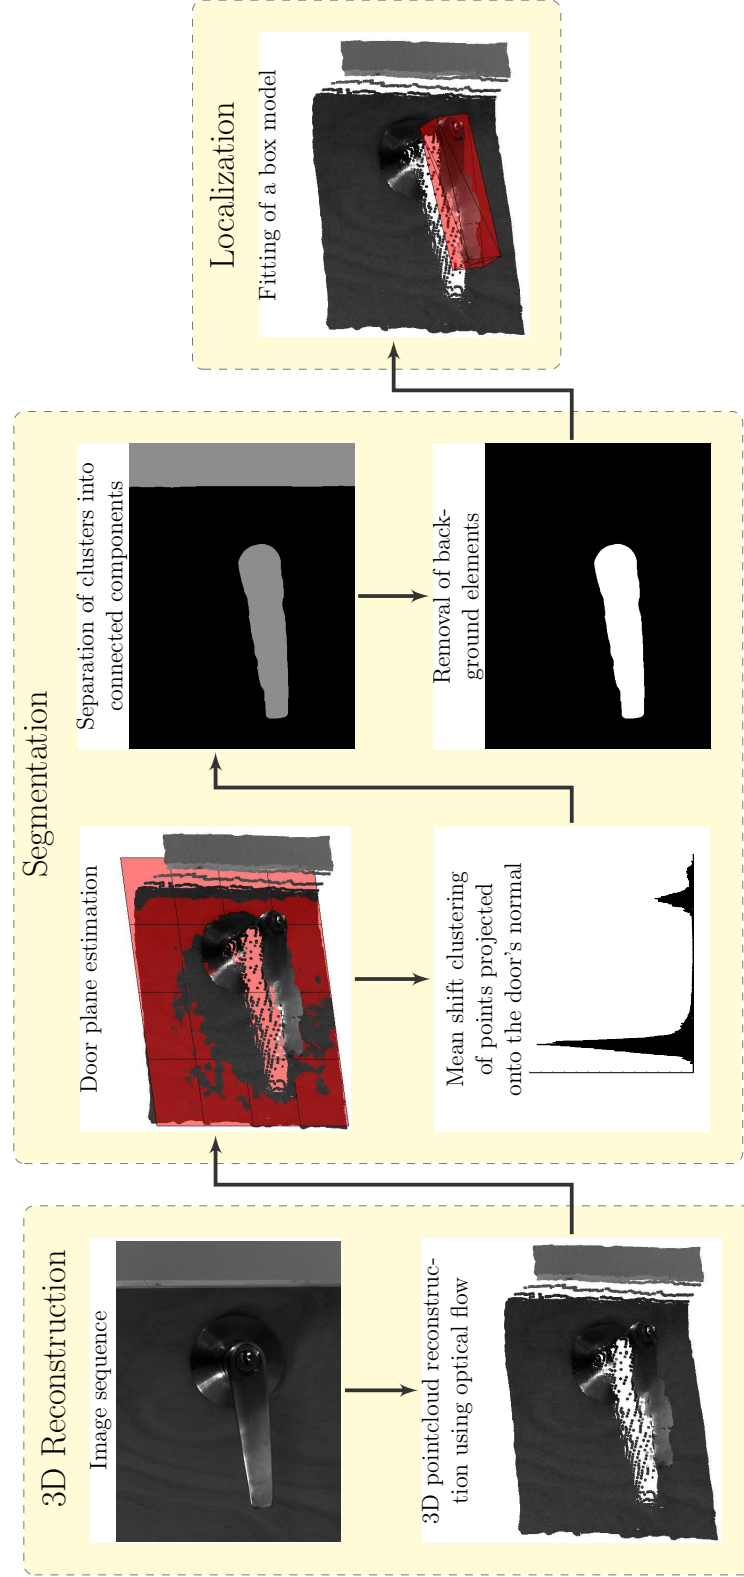 3D Reconstruction
Image sequence
3D pointcloud reconstruc-
tion using optical flow
Segmentation
Door plane estimation
Mean shift clustering
of points projected
onto the door's normal
Separation of clusters into
connected components
Removal of back-
ground elements
Localization
Fitting of a box model